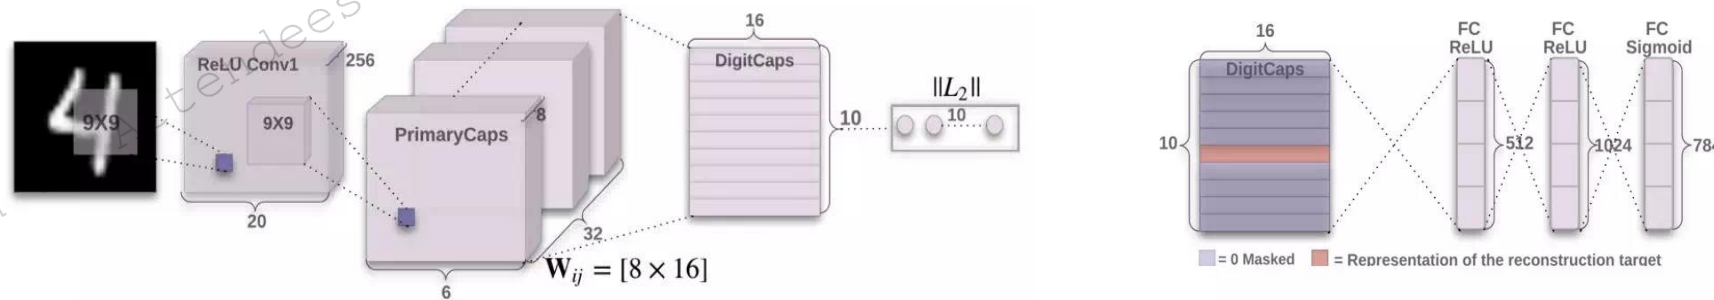 9X9
ReLU Conv1
256
9X9
20
PrimaryCaps
8
32
6
W_ij = [8 × 16]
16
DigitCaps
10
||L₂||
10
16
DigitCaps
10
FC
ReLU
512
FC
ReLU
1024
FC
Sigmoid
784
= 0 Masked
= Representation of the reconstruction target